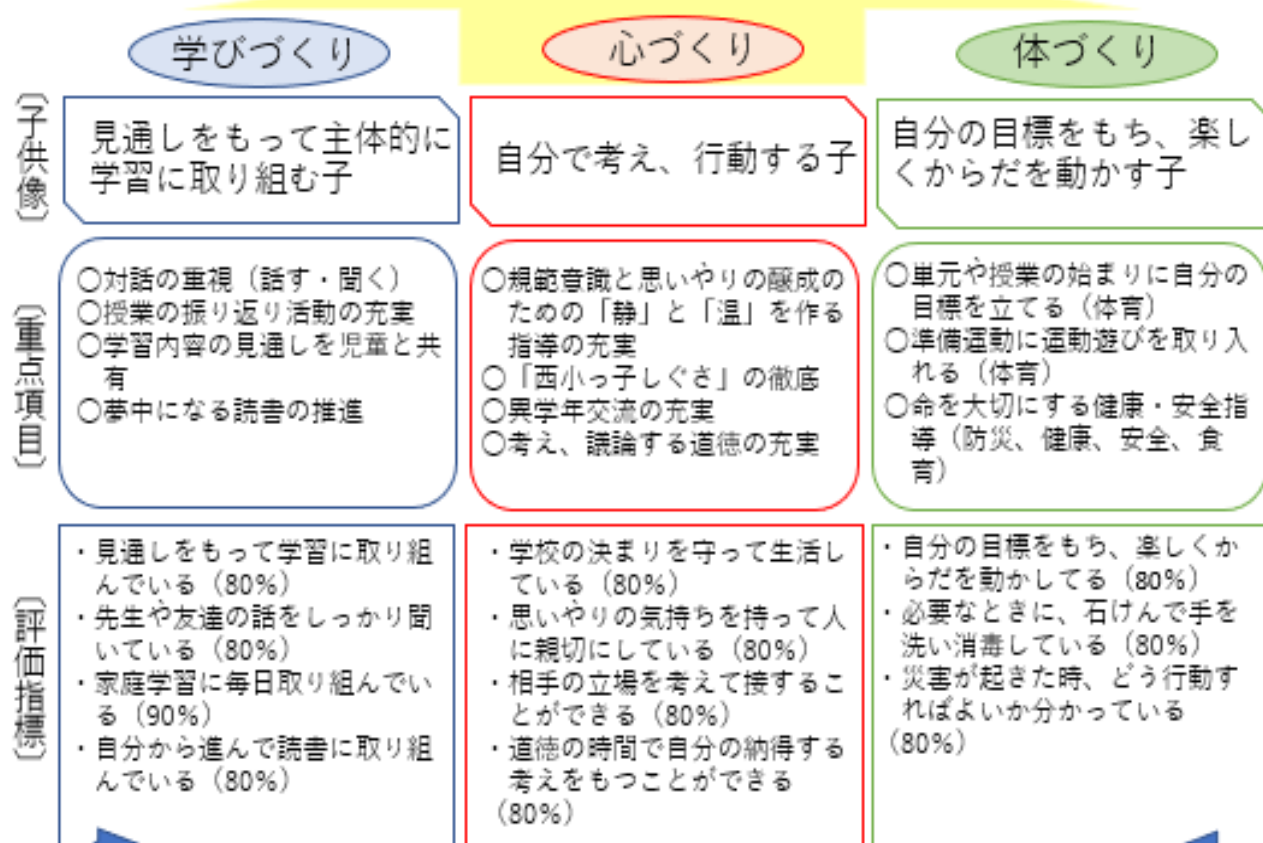 学びづくり
心づくり
体づくり
〔子供像〕
見通しをもって主体的に
学習に取り組む子
自分で考え、行動する子
自分の目標をもち、楽し
くからだを動かす子
〔重点項目〕
○対話の重視（話す・聞く）
○授業の振り返り活動の充実
○学習内容の見通しを児童と共
有
○夢中になる読書の推進
○規範意識と思いやりの醸成の
ための「静」と「温」を作る
指導の充実
○「西小っ子しぐさ」の徹底
○異学年交流の充実
○考え、議論する道徳の充実
○単元や授業の始まりに自分の
目標を立てる（体育）
○準備運動に運動遊びを取り入
れる（体育）
○命を大切にする健康・安全指
導（防災、健康、安全、食
育）
〔評価指標〕
・見通しをもって学習に取り組
んでいる（80%）
・先生や友達の話をしっかり聞
いている（80%）
・家庭学習に毎日取り組んでい
る（90%）
・自分から進んで読書に取り組
んでいる（80%）
・学校の決まりを守って生活し
ている（80%）
・思いやりの気持ちを持って人
に親切にしている（80%）
・相手の立場を考えて接するこ
とができる（80%）
・道徳の時間で自分の納得する
考えをもつことができる
（80%）
・自分の目標をもち、楽しくか
らだを動かしてる（80%）
・必要なときに、石けんで手を
洗い消毒している（80%）
・災害が起きた時、どう行動す
ればよいか分かっている
（80%）